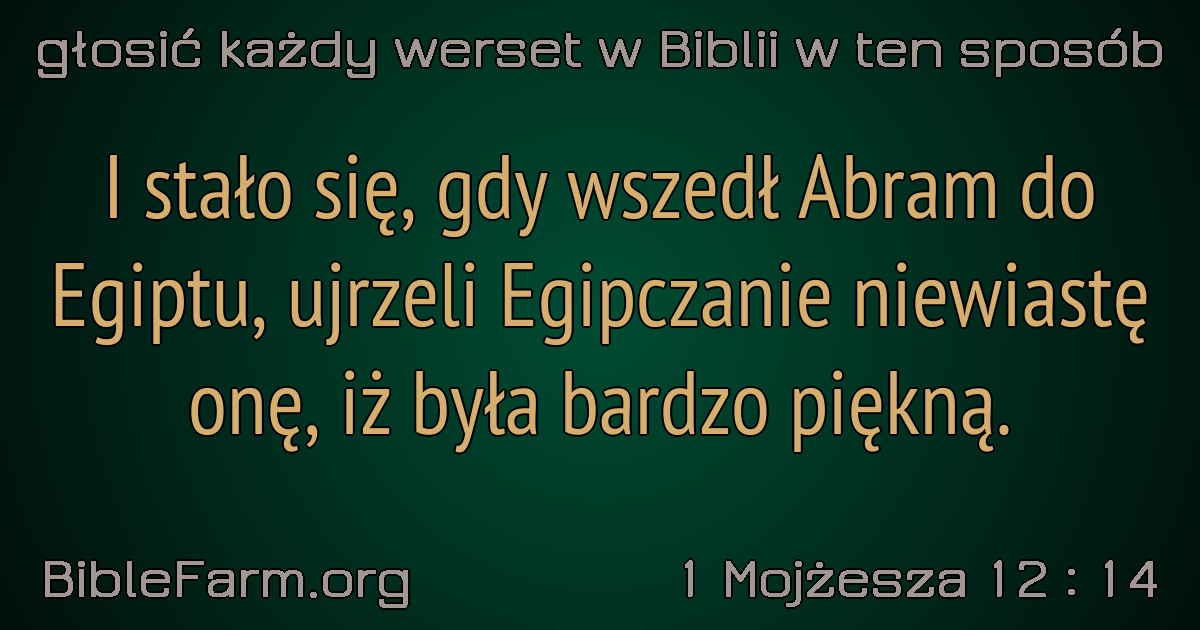 głosić każdy werset w Biblii w ten sposób
I stało się, gdy wszedł Abram do
Egiptu, ujrzeli Egipczanie niewiastę
onę, iż była bardzo piękną.
BibleFarm.org
1 Mojżesza 12 : 14